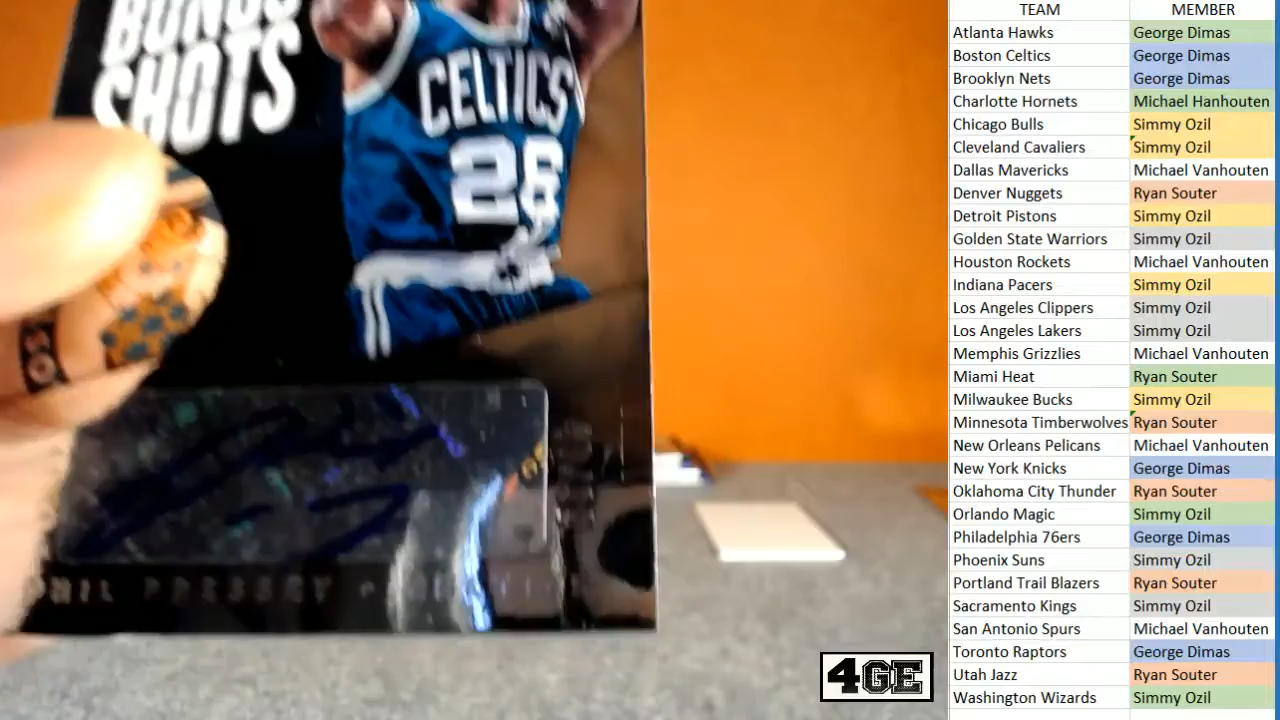 BONUS
SHOTS
CELTICS
28
PHIL PRESSEY
4GE
TEAM MEMBER
Atlanta Hawks George Dimas
Boston Celtics George Dimas
Brooklyn Nets George Dimas
Charlotte Hornets Michael Hanhouten
Chicago Bulls Simmy Ozil
Cleveland Cavaliers Simmy Ozil
Dallas Mavericks Michael Vanhouten
Denver Nuggets Ryan Souter
Detroit Pistons Simmy Ozil
Golden State Warriors Simmy Ozil
Houston Rockets Michael Vanhouten
Indiana Pacers Simmy Ozil
Los Angeles Clippers Simmy Ozil
Los Angeles Lakers Simmy Ozil
Memphis Grizzlies Michael Vanhouten
Miami Heat Ryan Souter
Milwaukee Bucks Simmy Ozil
Minnesota Timberwolves Ryan Souter
New Orleans Pelicans Michael Vanhouten
New York Knicks George Dimas
Oklahoma City Thunder Ryan Souter
Orlando Magic Simmy Ozil
Philadelphia 76ers George Dimas
Phoenix Suns Simmy Ozil
Portland Trail Blazers Ryan Souter
Sacramento Kings Simmy Ozil
San Antonio Spurs Michael Vanhouten
Toronto Raptors George Dimas
Utah Jazz Ryan Souter
Washington Wizards Simmy Ozil